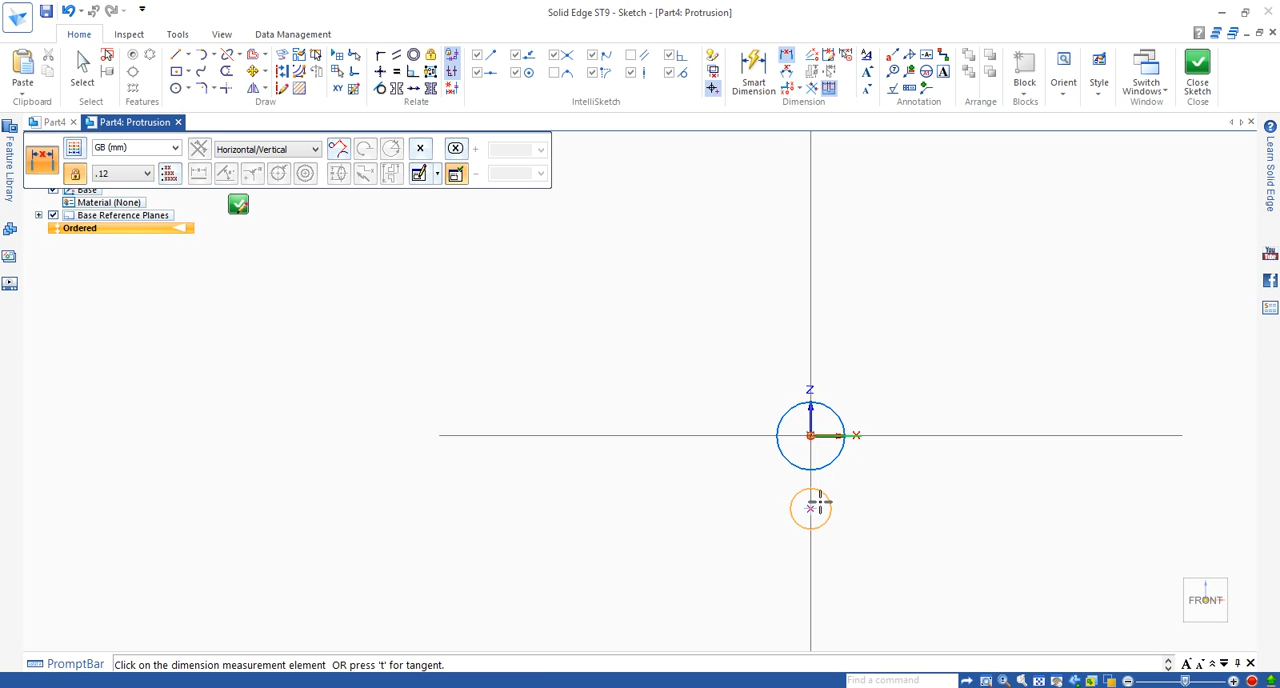 Solid Edge ST9 - Sketch - [Part4: Protrusion]
Home
Inspect
Tools
View
Data Management
Paste
Select
Smart
Dimension
Block
Orient
Style
Switch
Windows
Close
Sketch
Clipboard
Select
Features
Draw
Relate
IntelliSketch
Dimension
Annotation
Arrange
Blocks
Window
Close
Part4
Part4: Protrusion
GB (mm)
Horizontal/Vertical
.12
Base
Material (None)
Base Reference Planes
Ordered
Feature Library
Learn Solid Edge
You
Tube
Z
X
FRONT
PromptBar
Click on the dimension measurement element OR press 't' for tangent.
Find a command